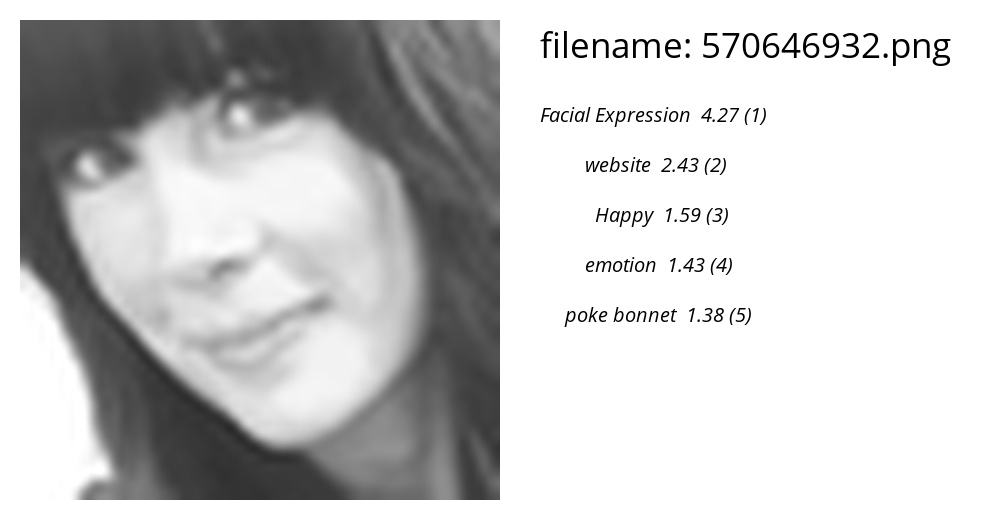 filename: 570646932.png
Facial Expression 4.27 (1)
website 2.43 (2)
Happy 1.59 (3)
emotion 1.43 (4)
poke bonnet 1.38 (5)